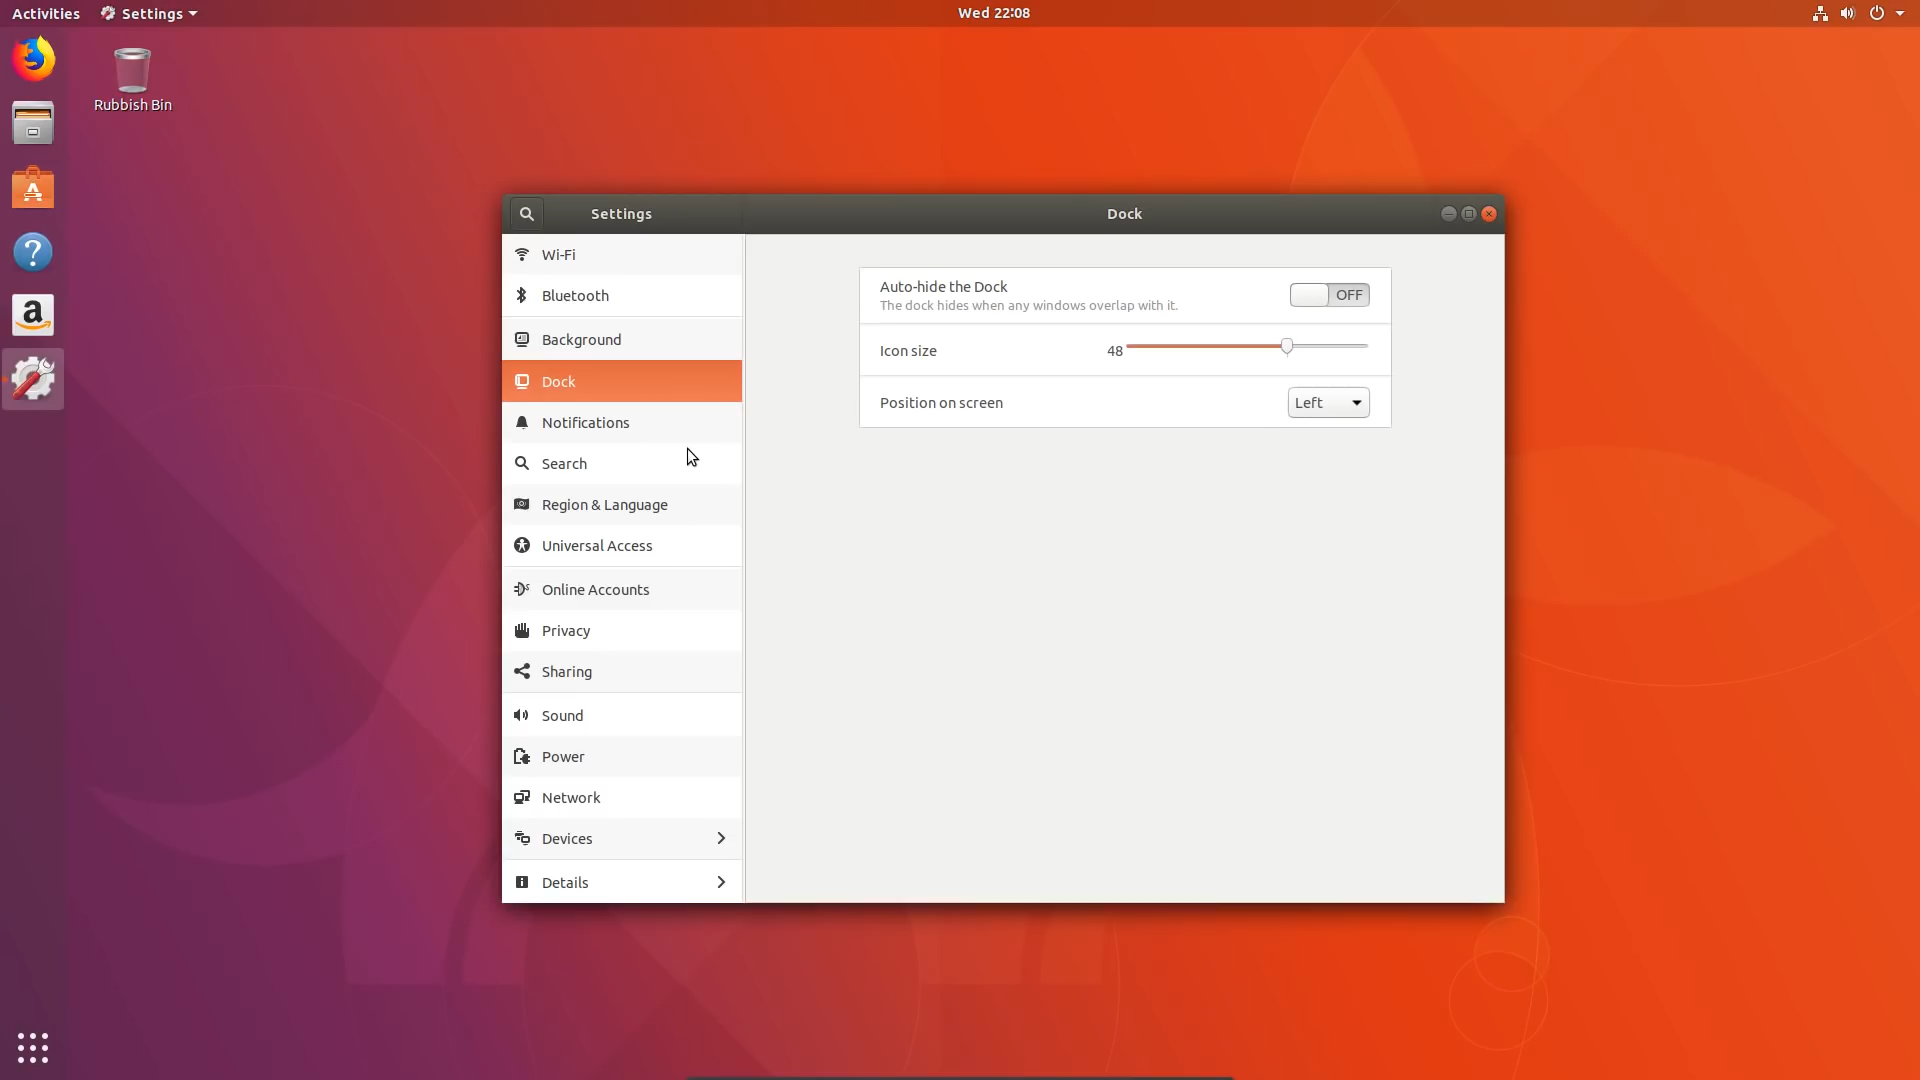 Activities Settings Wed 22:08
Rubbish Bin
Settings Dock
Wi-Fi
Bluetooth
Background
Dock
Notifications
Search
Region & Language
Universal Access
Online Accounts
Privacy
Sharing
Sound
Power
Network
Devices
Details
Auto-hide the Dock
The dock hides when any windows overlap with it.
OFF
Icon size 48
Position on screen Left